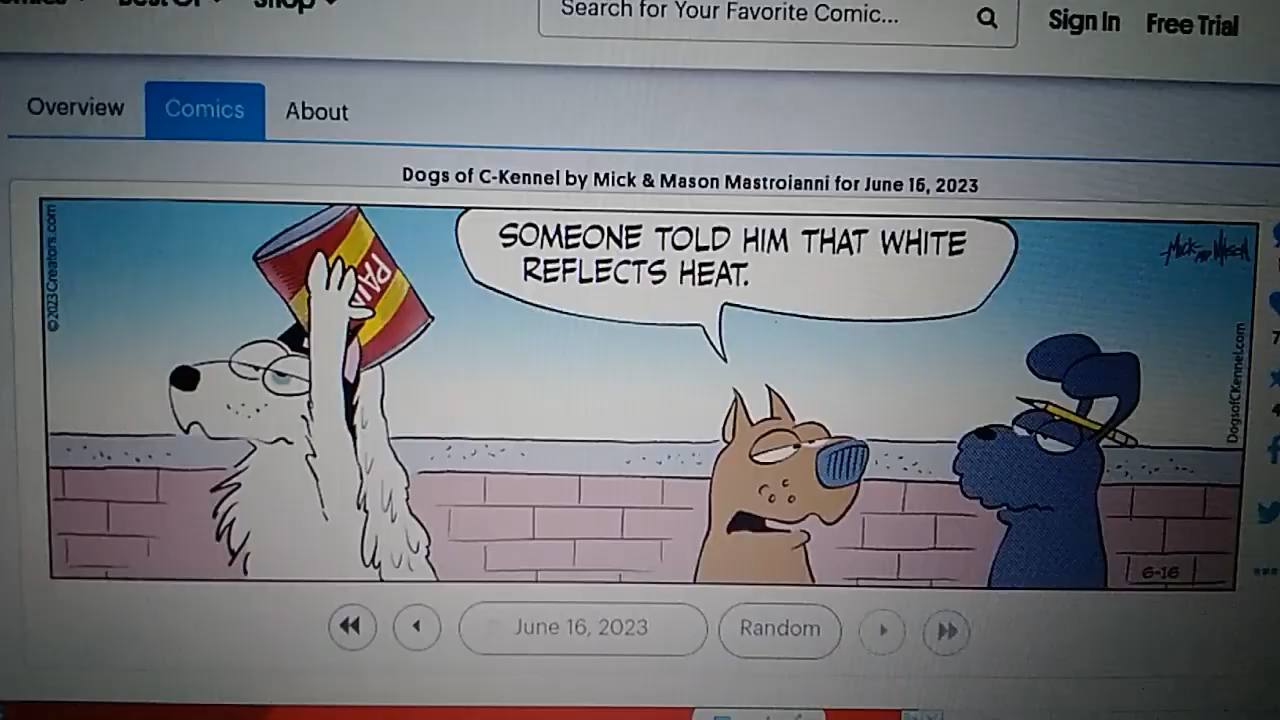 Search for Your Favorite Comic...
Sign In Free Trial
Overview Comics About
Dogs of C-Kennel by Mick & Mason Mastroianni for June 16, 2023
©2023 Creators.com
SOMEONE TOLD HIM THAT WHITE
REFLECTS HEAT.
DogsofCKennel.com
6-16
June 16, 2023 Random